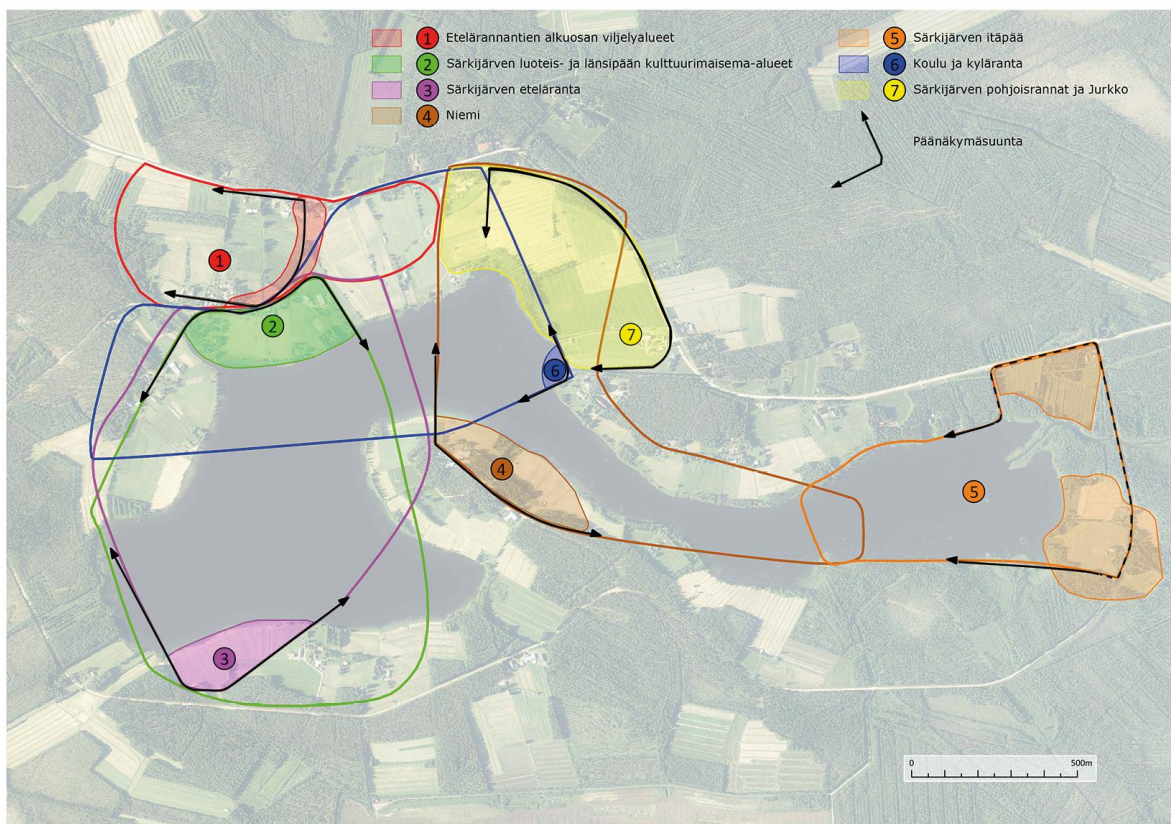 1 Etelärannantien alkuosan viljelyalueet
2 Särkijärven luoteis- ja länsipään kulttuurimaisema-alueet
3 Särkijärven eteläranta
4 Niemi
5 Särkijärven itäpää
6 Koulu ja kyläranta
7 Särkijärven pohjoisrannat ja Jurkko
Päänäkymäsuunta
1
2
7
6
4
5
3
0 500m